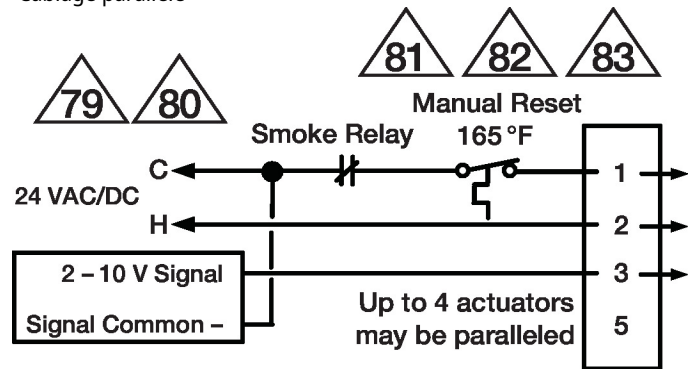 81 82 83
79 80
Manual Reset
Smoke Relay 165 °F
C
1
24 VAC/DC
H
2
2 – 10 V Signal
3
Up to 4 actuators
may be paralleled
Signal Common –
5